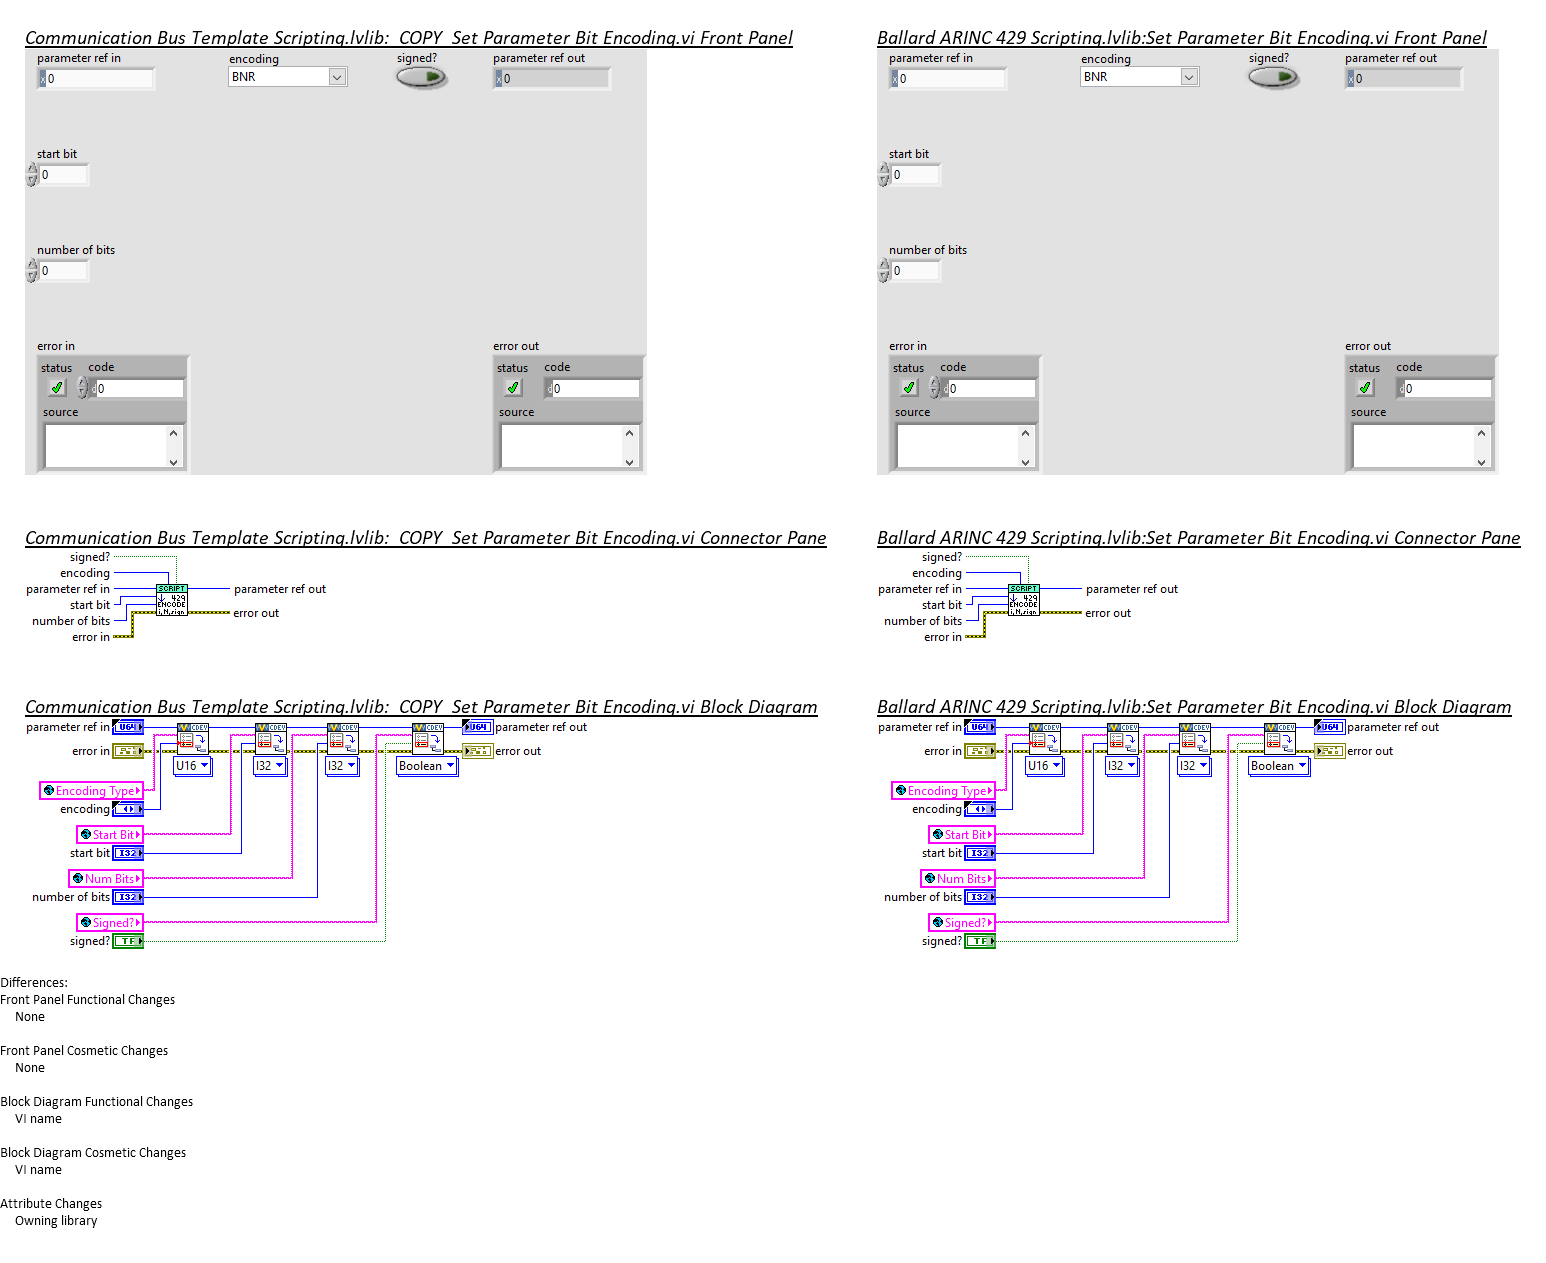 Communication Bus Template Scripting.lvlib:  COPY  Set Parameter Bit Encoding.vi Front Panel
parameter ref in
encoding
signed?
parameter ref out
x 0
BNR
x 0
start bit
0
number of bits
0
error in
error out
status
code
status
code
d 0
d 0
source
source
Ballard ARINC 429 Scripting.lvlib:Set Parameter Bit Encoding.vi Front Panel
parameter ref in
encoding
signed?
parameter ref out
x 0
BNR
x 0
start bit
0
number of bits
0
error in
error out
status
code
status
code
d 0
d 0
source
source
Communication Bus Template Scripting.lvlib:  COPY  Set Parameter Bit Encoding.vi Connector Pane
signed?
encoding
parameter ref in
start bit
number of bits
error in
SCRIPT
429
ENCODE
i,N,sign
parameter ref out
error out
Ballard ARINC 429 Scripting.lvlib:Set Parameter Bit Encoding.vi Connector Pane
signed?
encoding
parameter ref in
start bit
number of bits
error in
SCRIPT
429
ENCODE
i,N,sign
parameter ref out
error out
Communication Bus Template Scripting.lvlib:  COPY  Set Parameter Bit Encoding.vi Block Diagram
parameter ref in
U64
CDEV
CDEV
CDEV
CDEV
U64
parameter ref out
error in
error out
U16
I32
I32
Boolean
Encoding Type
encoding
Start Bit
start bit
I32
Num Bits
number of bits
I32
Signed?
signed?
TF
Ballard ARINC 429 Scripting.lvlib:Set Parameter Bit Encoding.vi Block Diagram
parameter ref in
U64
CDEV
CDEV
CDEV
CDEV
U64
parameter ref out
error in
error out
U16
I32
I32
Boolean
Encoding Type
encoding
Start Bit
start bit
I32
Num Bits
number of bits
I32
Signed?
signed?
TF
Differences:
Front Panel Functional Changes
None
Front Panel Cosmetic Changes
None
Block Diagram Functional Changes
VI name
Block Diagram Cosmetic Changes
VI name
Attribute Changes
Owning library